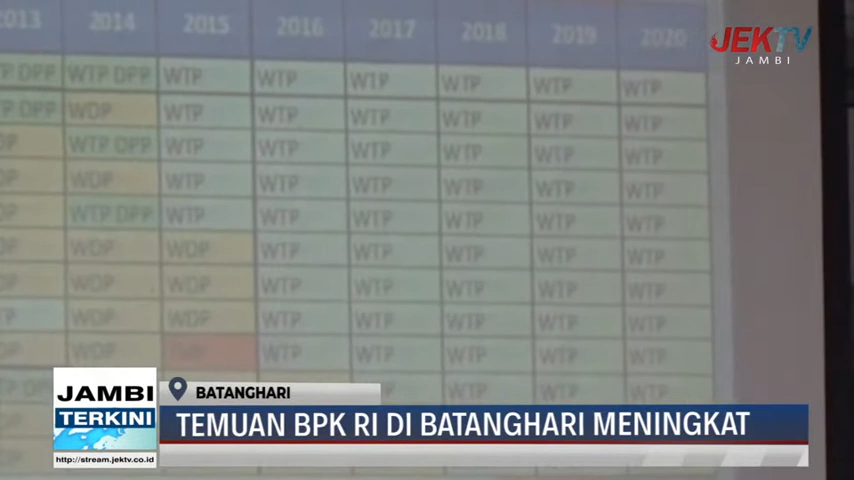 2013 2014 2015 2016 2017 2018 2019 2020
JEKTV
JAMBI
WTP DPP WTP DPP WTP WTP WTP WTP WTP WTP
WTP DPP WDP WTP WTP WTP WTP WTP WTP
WTP DPP WTP WTP WTP WTP WTP WTP
WDP WTP WTP WTP WTP WTP WTP
WTP DPP WTP WTP WTP WTP WTP WTP
WDP WDP WTP WTP WTP WTP WTP
WDP WDP WTP WTP WTP WTP WTP
WDP WDP WTP WTP WTP WTP WTP
WDP WTP WTP WTP WTP WTP
WTP WTP WTP WTP
JAMBI
TERKINI
http://stream.jektv.co.id
BATANGHARI
TEMUAN BPK RI DI BATANGHARI MENINGKAT